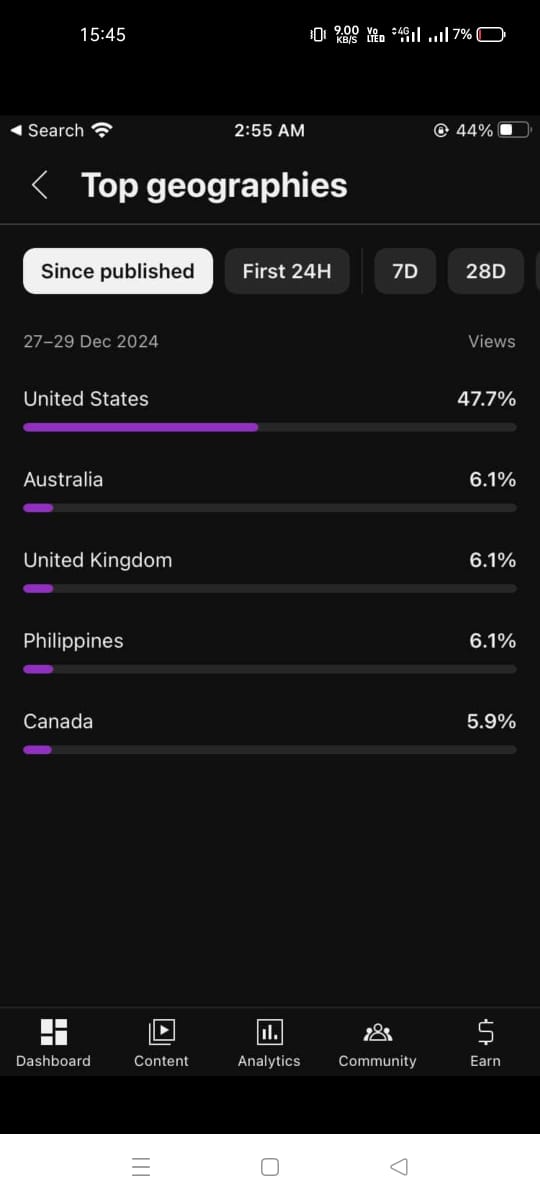 15:45 9.00 KB/S Vo LTED 4G 7%
Search 2:55 AM 44%
Top geographies
Since published First 24H 7D 28D
27–29 Dec 2024 Views
United States 47.7%
Australia 6.1%
United Kingdom 6.1%
Philippines 6.1%
Canada 5.9%
Dashboard Content Analytics Community Earn